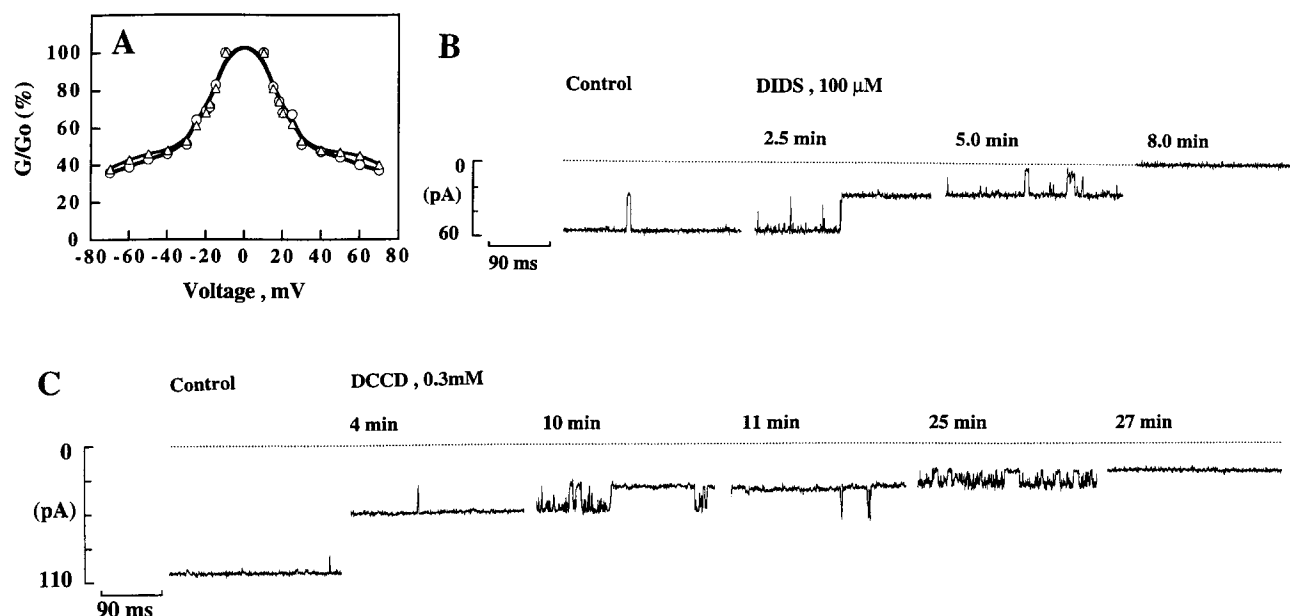 A
G/Go (%)
100
80
60
40
20
0
-80 -60 -40 -20 0 20 40 60 80
Voltage , mV
B
Control
DIDS , 100 μM
2.5 min
5.0 min
8.0 min
0
(pA)
60
90 ms
C
Control
DCCD , 0.3mM
4 min
10 min
11 min
25 min
27 min
0
(pA)
110
90 ms